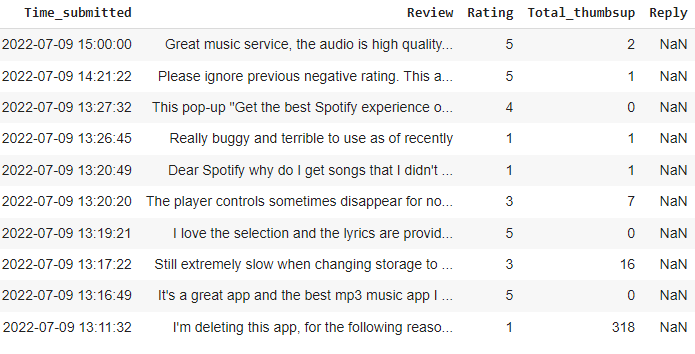 Time_submitted Review Rating Total_thumbsup Reply
2022-07-09 15:00:00 Great music service, the audio is high quality... 5 2 NaN
2022-07-09 14:21:22 Please ignore previous negative rating. This a... 5 1 NaN
2022-07-09 13:27:32 This pop-up "Get the best Spotify experience o... 4 0 NaN
2022-07-09 13:26:45 Really buggy and terrible to use as of recently 1 1 NaN
2022-07-09 13:20:49 Dear Spotify why do I get songs that I didn't ... 1 1 NaN
2022-07-09 13:20:20 The player controls sometimes disappear for no... 3 7 NaN
2022-07-09 13:19:21 I love the selection and the lyrics are provid... 5 0 NaN
2022-07-09 13:17:22 Still extremely slow when changing storage to ... 3 16 NaN
2022-07-09 13:16:49 It's a great app and the best mp3 music app I ... 5 0 NaN
2022-07-09 13:11:32 I'm deleting this app, for the following reaso... 1 318 NaN